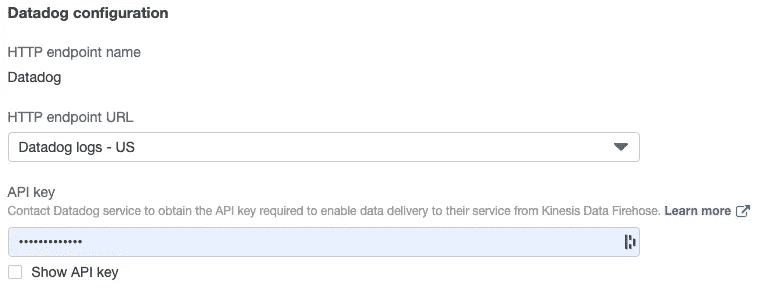 Datadog configuration
HTTP endpoint name
Datadog
HTTP endpoint URL
Datadog logs - US
API key
Contact Datadog service to obtain the API key required to enable data delivery to their service from Kinesis Data Firehose. Learn more
•••••••••••••
Show API key